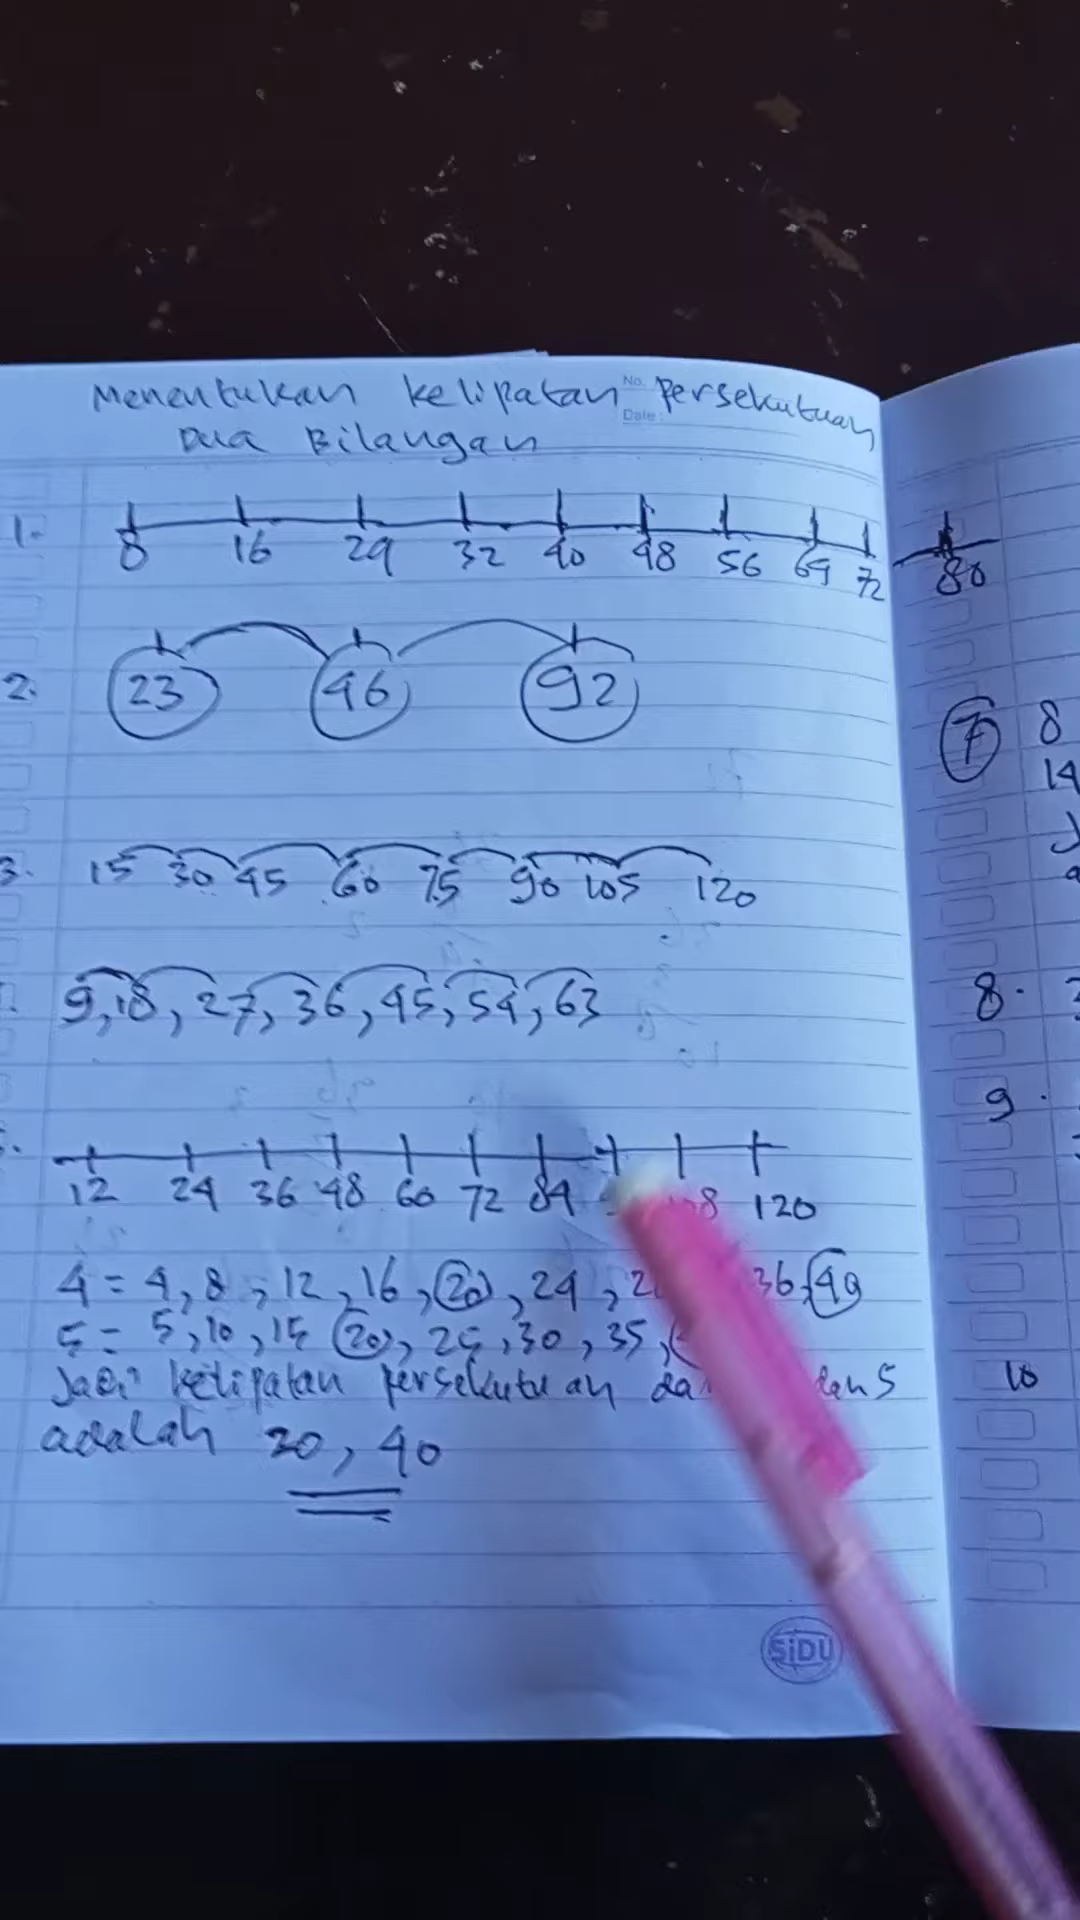 Menentukan kelipatan Persekutuan
No.
Date:
Dua Bilangan
1. 8 16 24 32 40 48 56 64 72 80
2. 23 46 92
3. 15 30 45 60 75 90 105 120
9, 18, 27, 36, 45, 54, 63
12 24 36 48 60 72 84 120
4 = 4, 8, 12, 16, 20, 24, 36, 40
5 = 5, 10, 15 20, 25, 30, 35,
Jadi kelipatan persekutuan dan 5
adalah 20, 40
SiDU
7 8
14
8.
9.
10